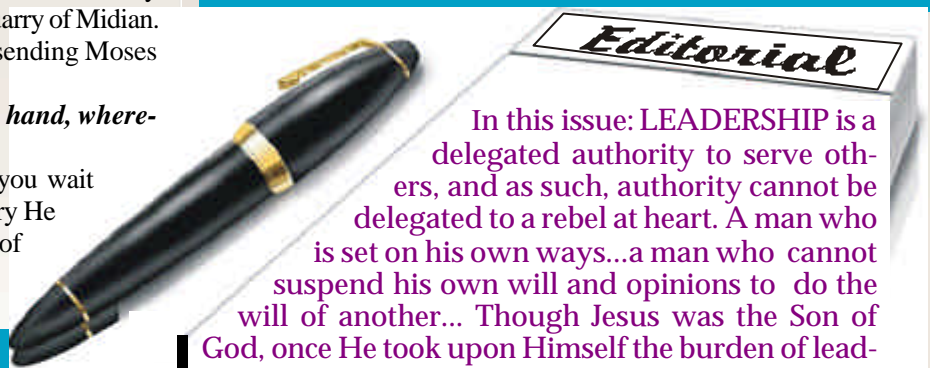 arry of Midian.
sending Moses
hand, where-
you wait
ry He
of
Editorial
In this issue: LEADERSHIP is a
delegated authority to serve oth-
ers, and as such, authority cannot be
delegated to a rebel at heart. A man who
is set on his own ways...a man who cannot
suspend his own will and opinions to do the
will of another... Though Jesus was the Son of
God, once He took upon Himself the burden of lead-